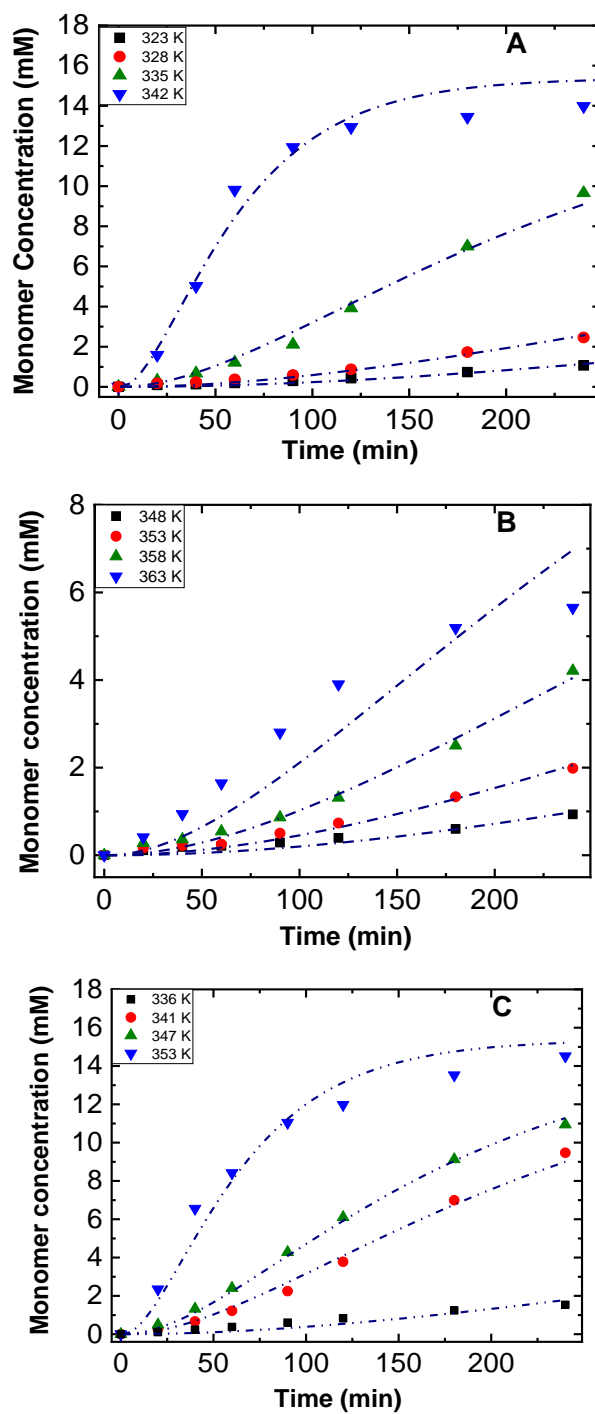 A
323 K
328 K
335 K
342 K
18
16
14
12
10
8
6
4
2
0
Monomer Concentration (mM)
0 50 100 150 200
Time (min)
B
348 K
353 K
358 K
363 K
8
6
4
2
0
Monomer concentration (mM)
0 50 100 150 200
Time (min)
C
336 K
341 K
347 K
353 K
18
16
14
12
10
8
6
4
2
0
Monomer concentration (mM)
0 50 100 150 200
Time (min)